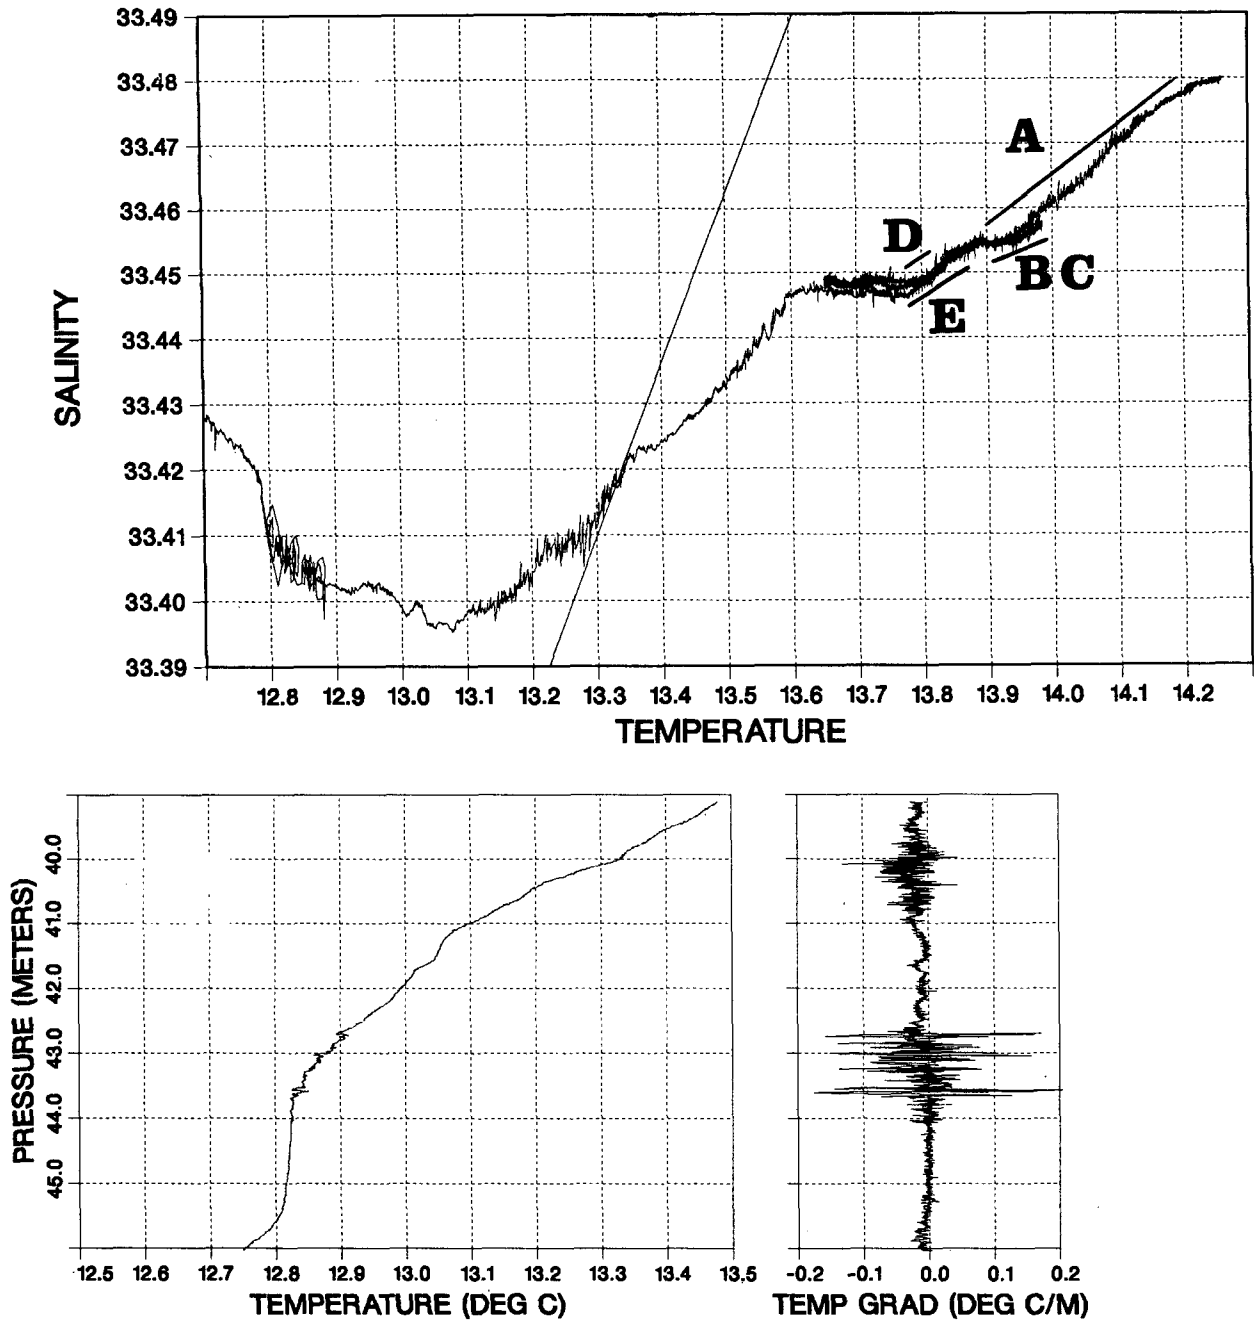 33.49
33.48
33.47
33.46
33.45
33.44
33.43
33.42
33.41
33.40
33.39
SALINITY
A
D
B C
E
12.8 12.9 13.0 13.1 13.2 13.3 13.4 13.5 13.6 13.7 13.8 13.9 14.0 14.1 14.2
TEMPERATURE
PRESSURE (METERS)
40.0
41.0
42.0
43.0
44.0
45.0
12.5 12.6 12.7 12.8 12.9 13.0 13.1 13.2 13.3 13.4 13.5
TEMPERATURE (DEG C)
-0.2 -0.1 0.0 0.1 0.2
TEMP GRAD (DEG C/M)